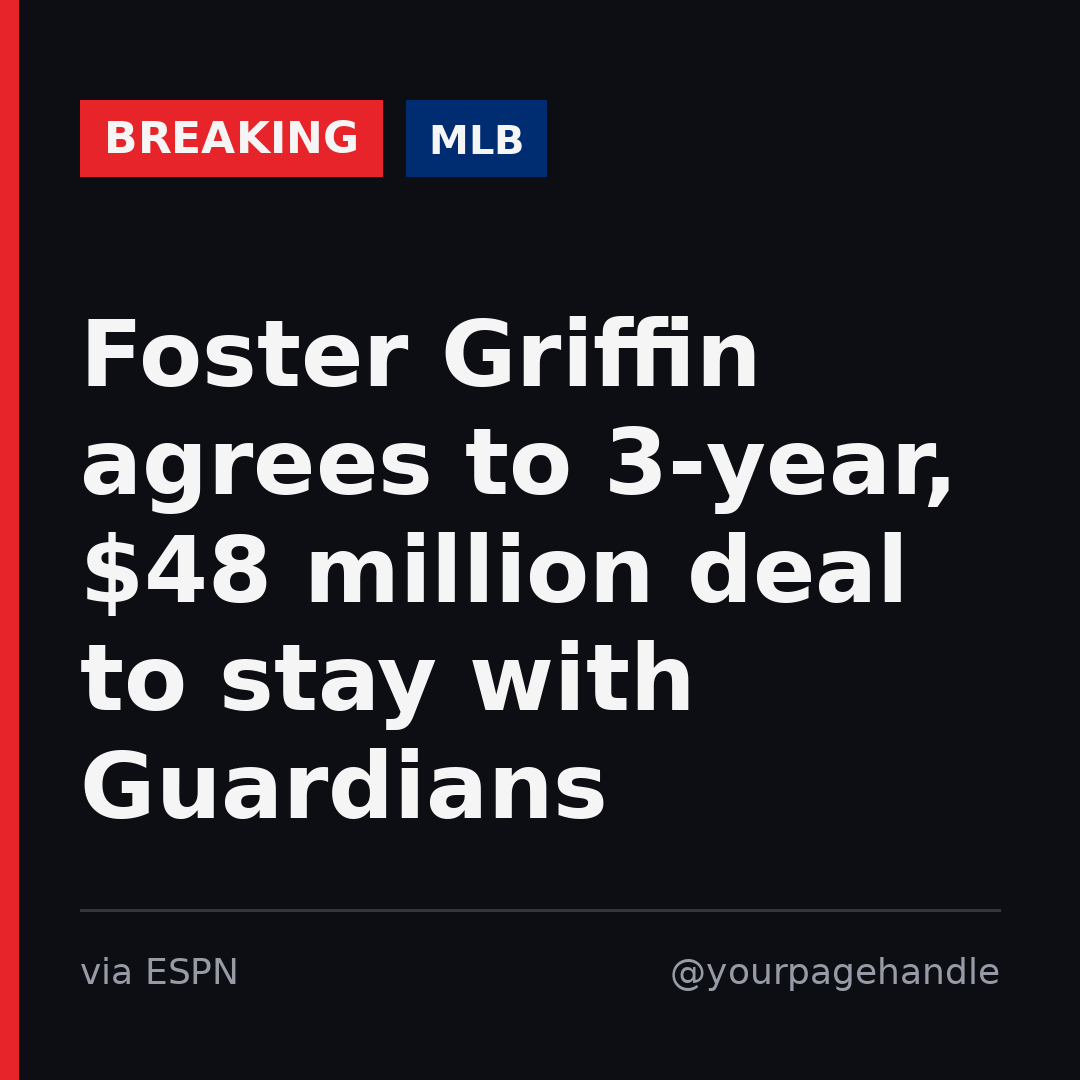 BREAKING MLB
Foster Griffin
agrees to 3-year,
$48 million deal
to stay with
Guardians
via ESPN @yourpagehandle